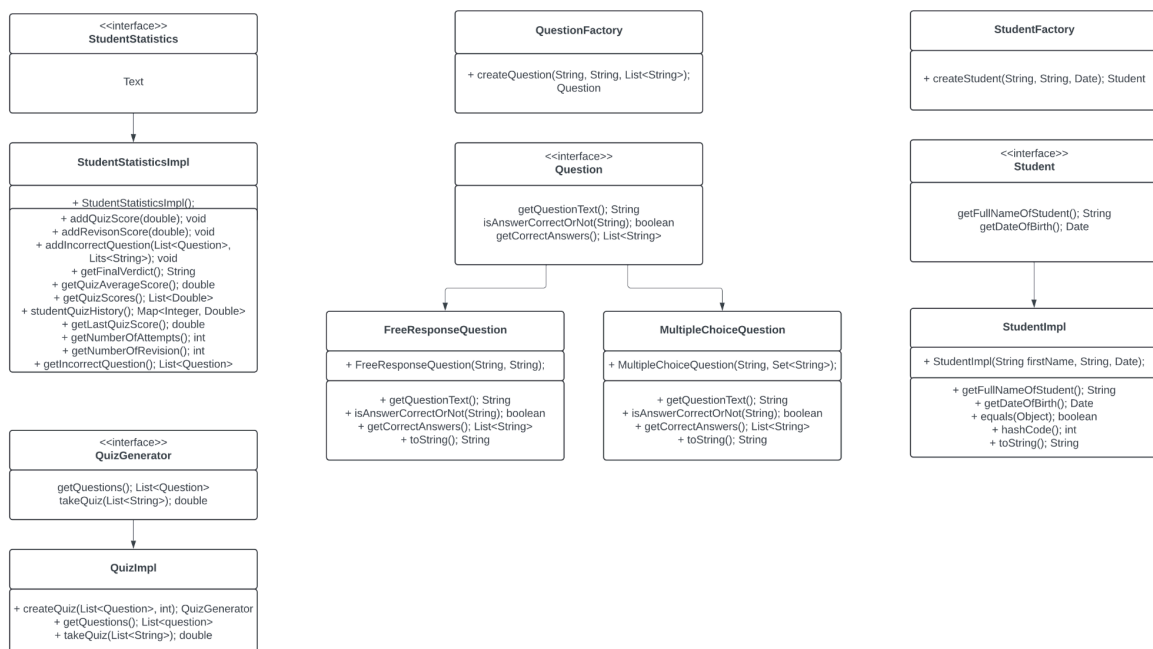 <<interface>>
StudentStatistics
Text
StudentStatisticsImpl
+ StudentStatisticsImpl();
+ addQuizScore(double); void
+ addRevisonScore(double); void
+ addIncorrectQuestion(List<Question>,
Lits<String>); void
+ getFinalVerdict(); String
+ getQuizAverageScore(); double
+ getQuizScores(); List<Double>
+ studentQuizHistory(); Map<Integer, Double>
+ getLastQuizScore(); double
+ getNumberOfAttempts(); int
+ getNumberOfRevision(); int
+ getIncorrectQuestion(); List<Question>
<<interface>>
QuizGenerator
getQuestions(); List<Question>
takeQuiz(List<String>); double
QuizImpl
+ createQuiz(List<Question>, int); QuizGenerator
+ getQuestions(); List<question>
+ takeQuiz(List<String>); double
QuestionFactory
+ createQuestion(String, String, List<String>);
Question
<<interface>>
Question
getQuestionText(); String
isAnswerCorrectOrNot(String); boolean
getCorrectAnswers(); List<String>
FreeResponseQuestion
+ FreeResponseQuestion(String, String);
+ getQuestionText(); String
+ isAnswerCorrectOrNot(String); boolean
+ getCorrectAnswers(); List<String>
+ toString(); String
MultipleChoiceQuestion
+ MultipleChoiceQuestion(String, Set<String>);
+ getQuestionText(); String
+ isAnswerCorrectOrNot(String); boolean
+ getCorrectAnswers(); List<String>
+ toString(); String
StudentFactory
+ createStudent(String, String, Date); Student
<<interface>>
Student
getFullNameOfStudent(); String
getDateOfBirth(); Date
StudentImpl
+ StudentImpl(String firstName, String, Date);
+ getFullNameOfStudent(); String
+ getDateOfBirth(); Date
+ equals(Object); boolean
+ hashCode(); int
+ toString(); String